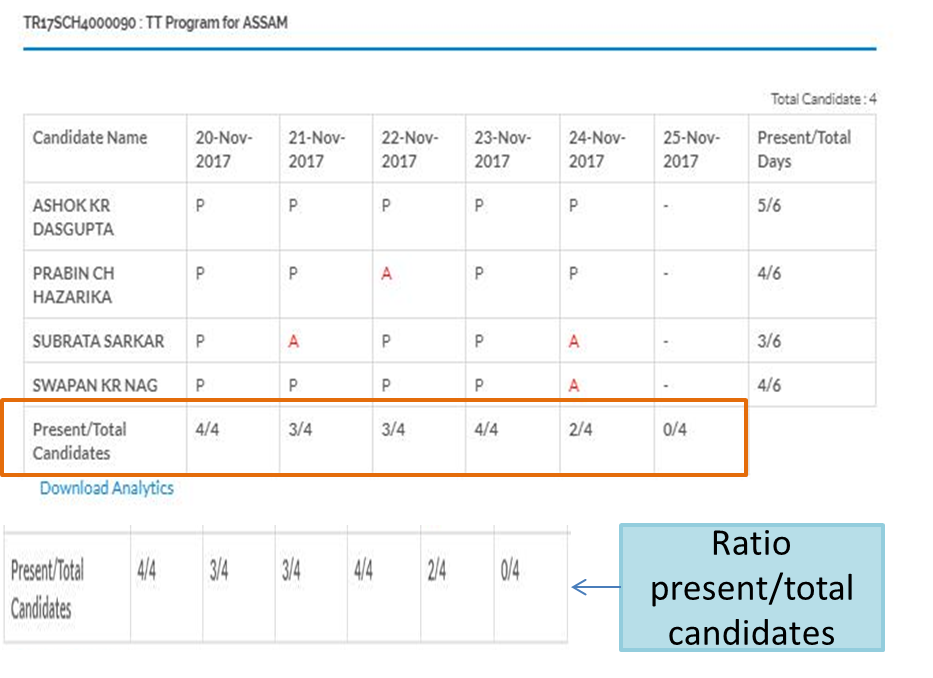 TR17SCH4000090 : TT Program for ASSAM
Total Candidate : 4
Candidate Name 20-Nov- 21-Nov- 22-Nov- 23-Nov- 24-Nov- 25-Nov- Present/Total
2017 2017 2017 2017 2017 2017 Days
ASHOK KR P P P P P - 5/6
DASGUPTA
PRABIN CH P P A P P - 4/6
HAZARIKA
SUBRATA SARKAR P A P P A - 3/6
SWAPAN KR NAG P P P P A - 4/6
Present/Total 4/4 3/4 3/4 4/4 2/4 0/4
Candidates
Download Analytics
Present/Total 4/4 3/4 3/4 4/4 2/4 0/4
Candidates
Ratio
present/total
candidates